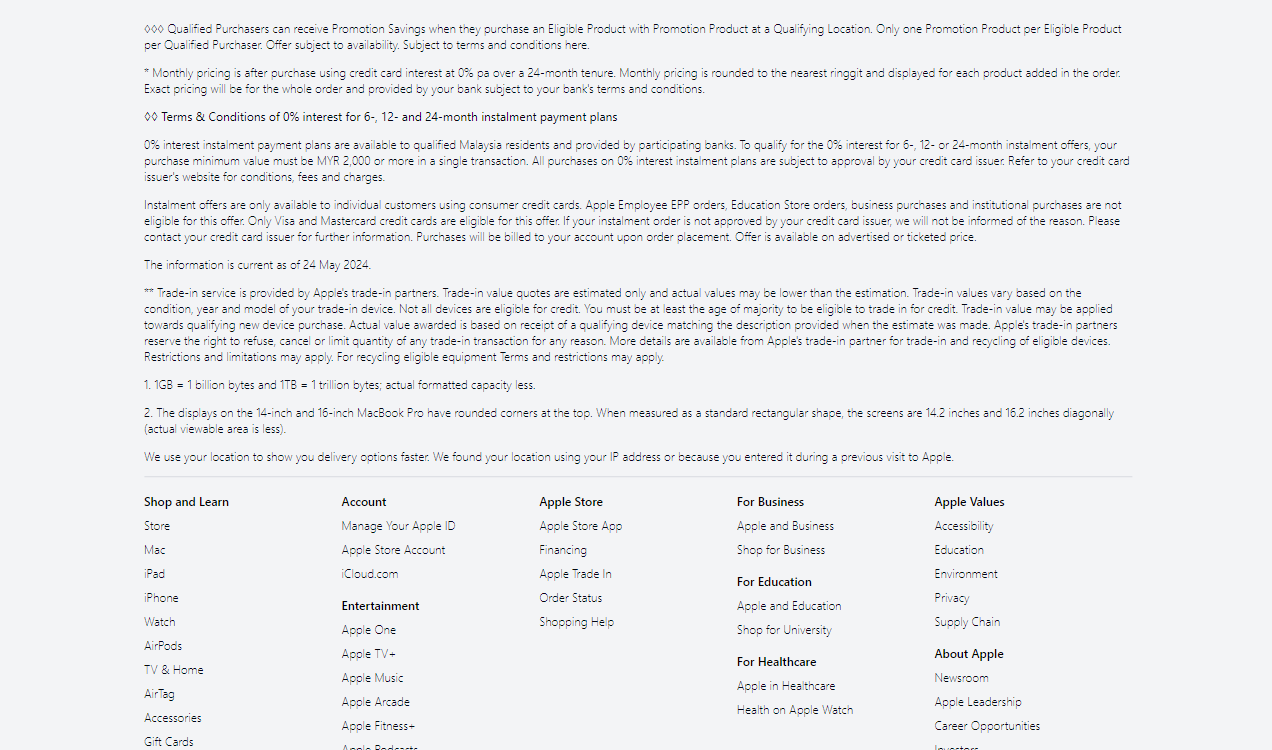 ◊◊◊ Qualified Purchasers can receive Promotion Savings when they purchase an Eligible Product with Promotion Product at a Qualifying Location. Only one Promotion Product per Eligible Product
per Qualified Purchaser. Offer subject to availability. Subject to terms and conditions here.
* Monthly pricing is after purchase using credit card interest at 0% pa over a 24-month tenure. Monthly pricing is rounded to the nearest ringgit and displayed for each product added in the order.
Exact pricing will be for the whole order and provided by your bank subject to your bank's terms and conditions.
◊◊ Terms & Conditions of 0% interest for 6-, 12- and 24-month instalment payment plans
0% interest instalment payment plans are available to qualified Malaysia residents and provided by participating banks. To qualify for the 0% interest for 6-, 12- or 24-month instalment offers, your
purchase minimum value must be MYR 2,000 or more in a single transaction. All purchases on 0% interest instalment plans are subject to approval by your credit card issuer. Refer to your credit card
issuer's website for conditions, fees and charges.
Instalment offers are only available to individual customers using consumer credit cards. Apple Employee EPP orders, Education Store orders, business purchases and institutional purchases are not
eligible for this offer. Only Visa and Mastercard credit cards are eligible for this offer. If your instalment order is not approved by your credit card issuer, we will not be informed of the reason. Please
contact your credit card issuer for further information. Purchases will be billed to your account upon order placement. Offer is available on advertised or ticketed price.
The information is current as of 24 May 2024.
** Trade-in service is provided by Apple's trade-in partners. Trade-in value quotes are estimated only and actual values may be lower than the estimation. Trade-in values vary based on the
condition, year and model of your trade-in device. Not all devices are eligible for credit. You must be at least the age of majority to be eligible to trade in for credit. Trade-in value may be applied
towards qualifying new device purchase. Actual value awarded is based on receipt of a qualifying device matching the description provided when the estimate was made. Apple's trade-in partners
reserve the right to refuse, cancel or limit quantity of any trade-in transaction for any reason. More details are available from Apple's trade-in partner for trade-in and recycling of eligible devices.
Restrictions and limitations may apply. For recycling eligible equipment Terms and restrictions may apply.
1. 1GB = 1 billion bytes and 1TB = 1 trillion bytes; actual formatted capacity less.
2. The displays on the 14-inch and 16-inch MacBook Pro have rounded corners at the top. When measured as a standard rectangular shape, the screens are 14.2 inches and 16.2 inches diagonally
(actual viewable area is less).
We use your location to show you delivery options faster. We found your location using your IP address or because you entered it during a previous visit to Apple.
Shop and Learn
Store
Mac
iPad
iPhone
Watch
AirPods
TV & Home
AirTag
Accessories
Gift Cards
Account
Manage Your Apple ID
Apple Store Account
iCloud.com
Entertainment
Apple One
Apple TV+
Apple Music
Apple Arcade
Apple Fitness+
Apple Podcasts
Apple Store
Apple Store App
Financing
Apple Trade In
Order Status
Shopping Help
For Business
Apple and Business
Shop for Business
For Education
Apple and Education
Shop for University
For Healthcare
Apple in Healthcare
Health on Apple Watch
Apple Values
Accessibility
Education
Environment
Privacy
Supply Chain
About Apple
Newsroom
Apple Leadership
Career Opportunities
Investors